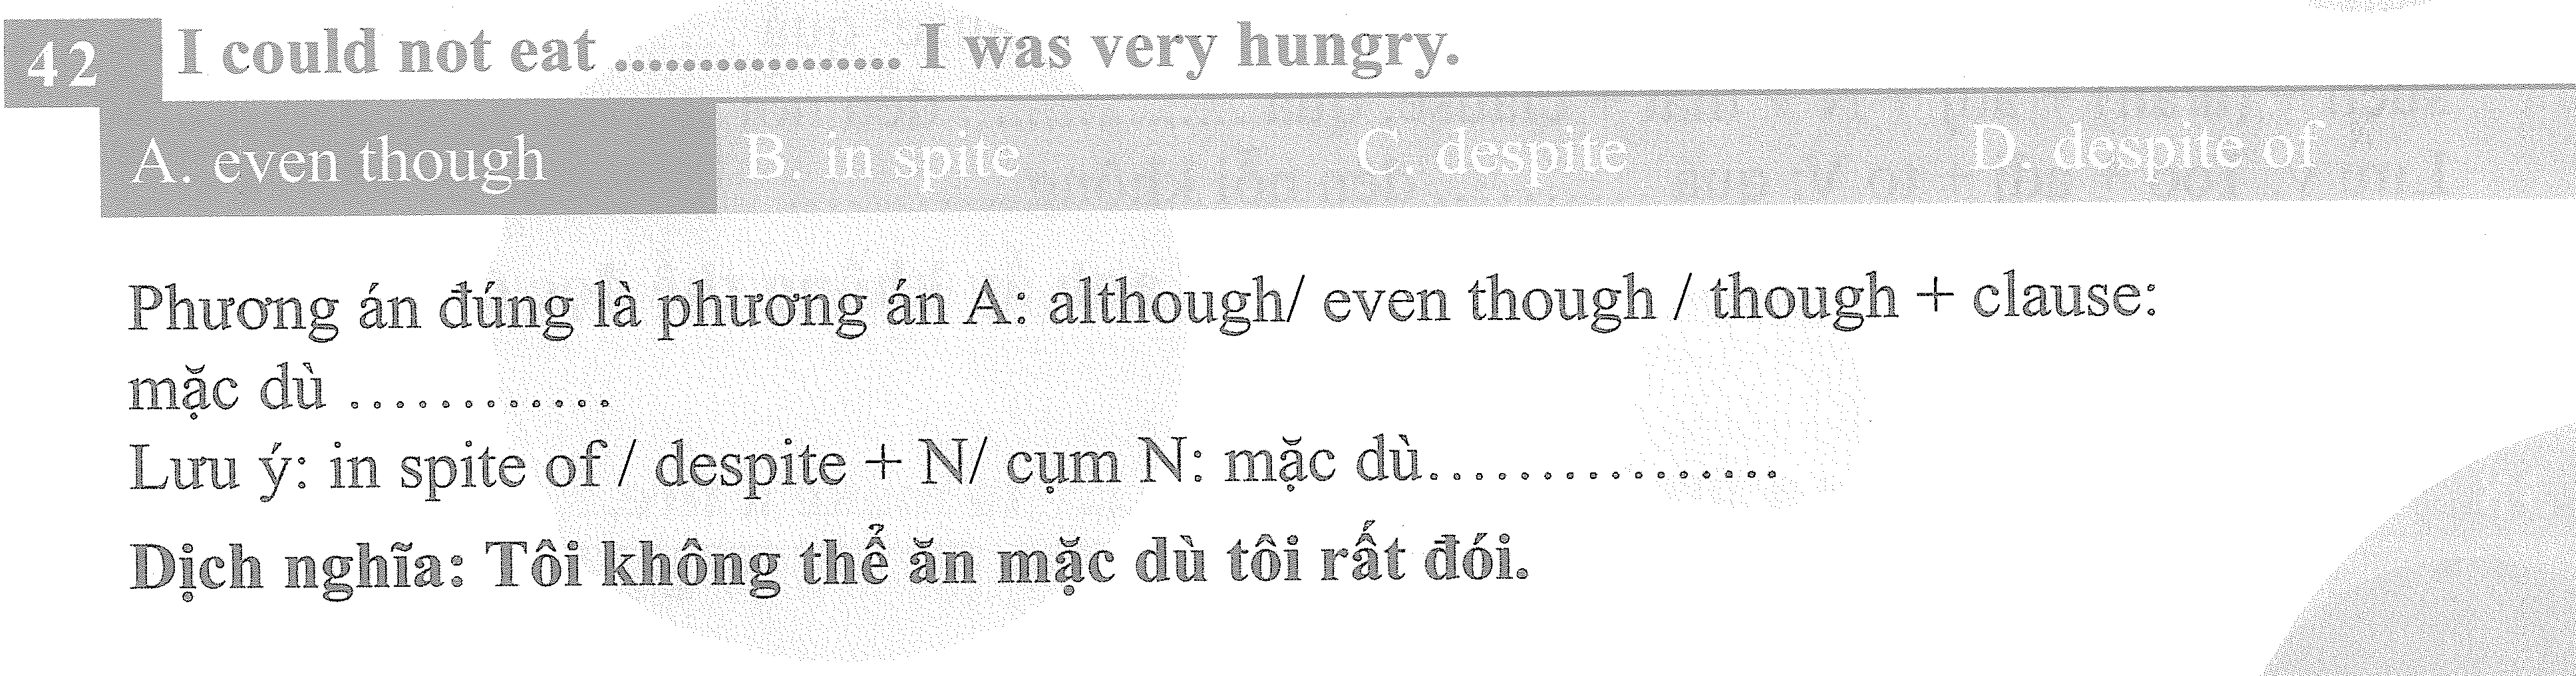 42 I could not eat ................. I was very hungry.
A. even though B. in spite C. despite D. despite of
Phương án đúng là phương án A: although/ even though / though + clause:
mặc dù ............
Lưu ý: in spite of / despite + N/ cụm N: mặc dù................
Dịch nghĩa: Tôi không thể ăn mặc dù tôi rất đói.